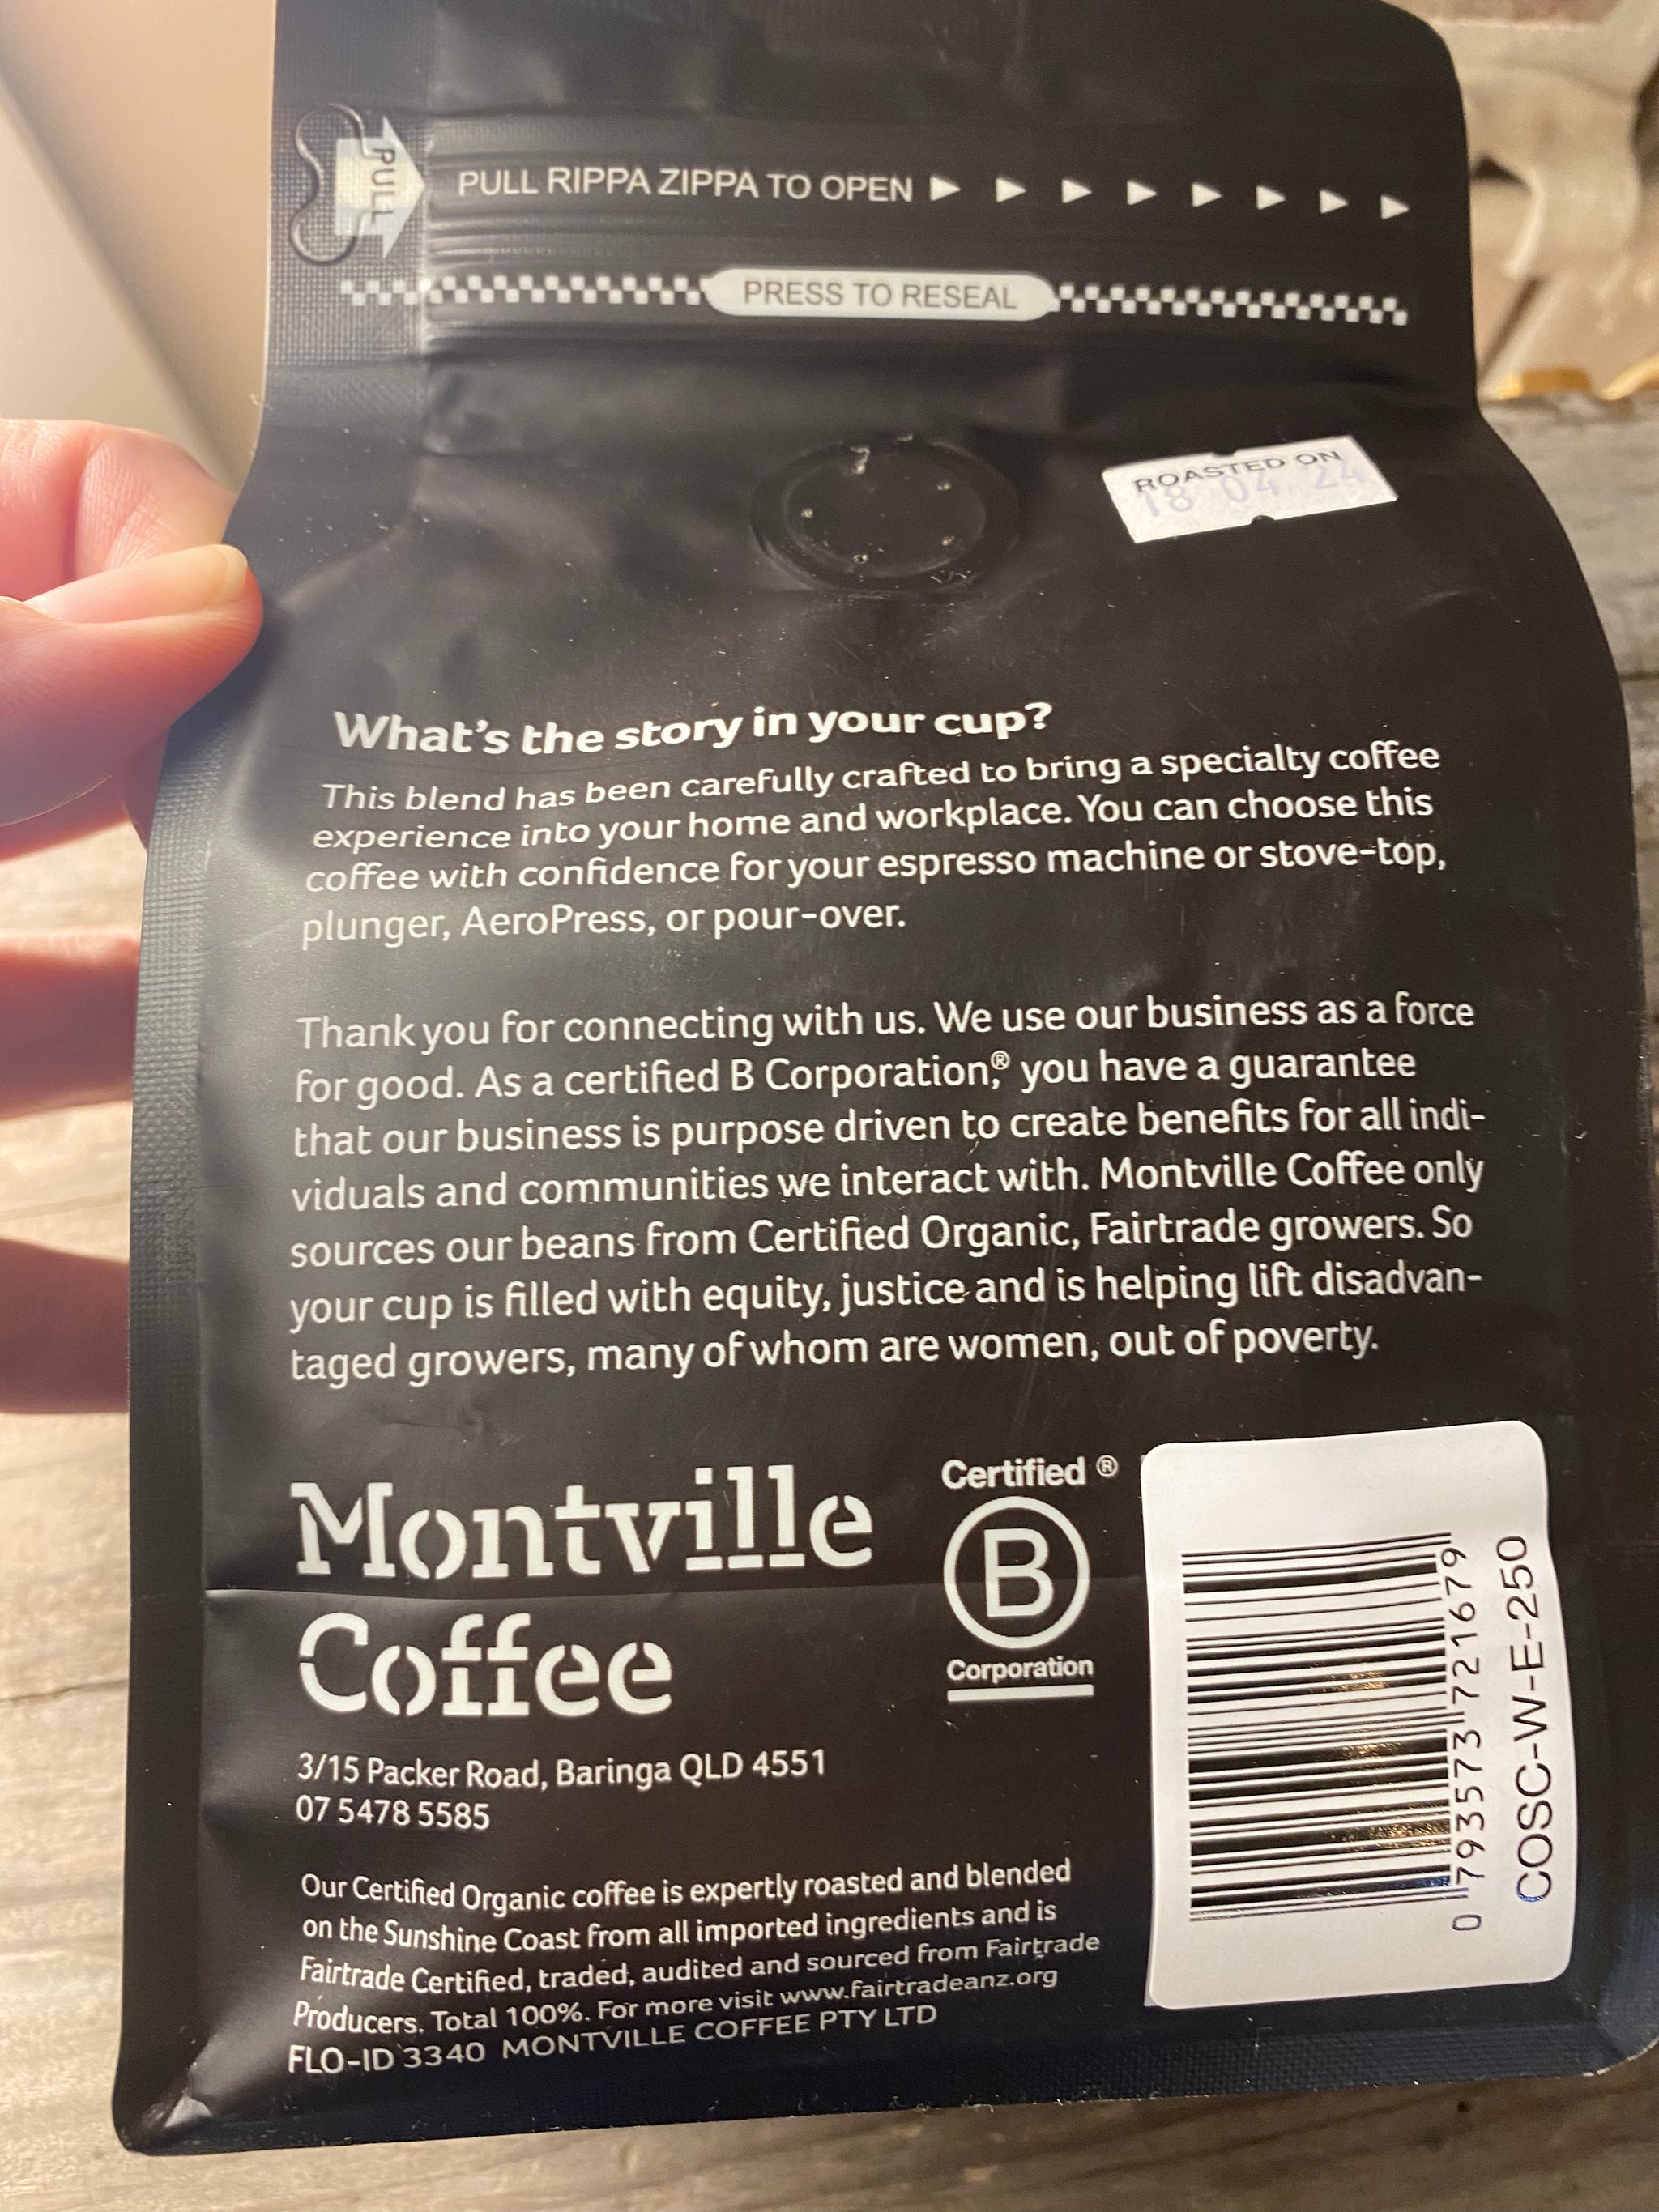 PULL
PULL RIPPA ZIPPA TO OPEN
PRESS TO RESEAL
ROASTED ON
18 04 24
What's the story in your cup?
This blend has been carefully crafted to bring a specialty coffee
experience into your home and workplace. You can choose this
coffee with confidence for your espresso machine or stove-top,
plunger, AeroPress, or pour-over.
Thank you for connecting with us. We use our business as a force
for good. As a certified B Corporation,® you have a guarantee
that our business is purpose driven to create benefits for all indi-
viduals and communities we interact with. Montville Coffee only
sources our beans from Certified Organic, Fairtrade growers. So
your cup is filled with equity, justice and is helping lift disadvan-
taged growers, many of whom are women, out of poverty.
Montville
Coffee
Certified ®
B
Corporation
3/15 Packer Road, Baringa QLD 4551
07 5478 5585
Our Certified Organic coffee is expertly roasted and blended
on the Sunshine Coast from all imported ingredients and is
Fairtrade Certified, traded, audited and sourced from Fairtrade
Producers. Total 100%. For more visit www.fairtradeanz.org
FLO-ID 3340 MONTVILLE COFFEE PTY LTD
0 793573 721679
COSC-W-E-250